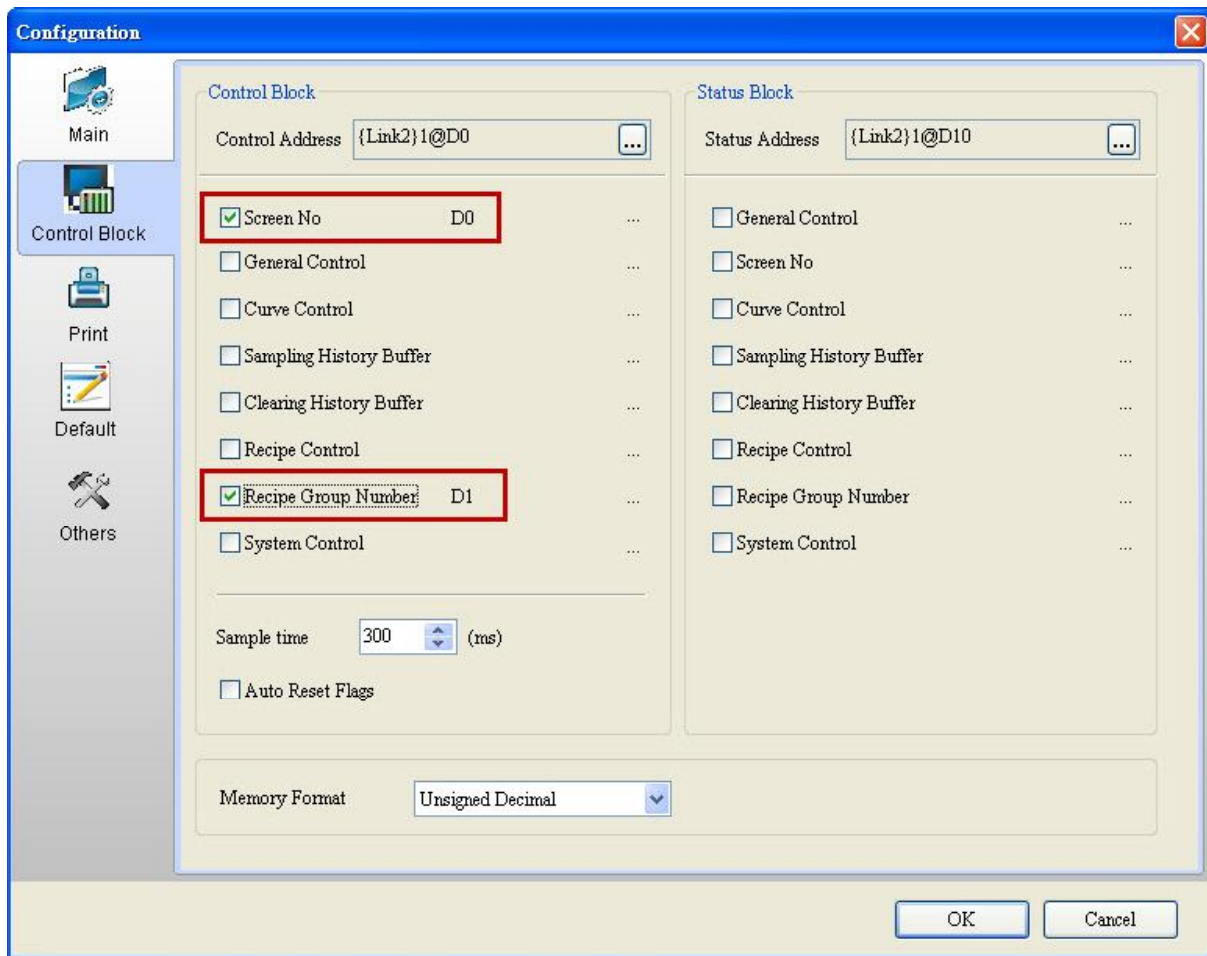 Configuration
Main
Control Block
Print
Default
Others
Control Block
Control Address {Link2}1@D0 ...
Screen No D0 ...
General Control ...
Curve Control ...
Sampling History Buffer ...
Clearing History Buffer ...
Recipe Control ...
Recipe Group Number D1 ...
System Control ...
Sample time 300 (ms)
Auto Reset Flags
Status Block
Status Address {Link2}1@D10 ...
General Control ...
Screen No ...
Curve Control ...
Sampling History Buffer ...
Clearing History Buffer ...
Recipe Control ...
Recipe Group Number ...
System Control ...
Memory Format Unsigned Decimal
OK Cancel